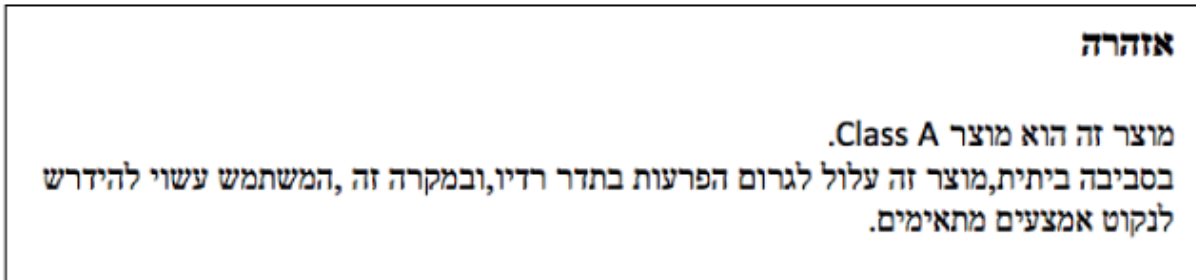 אזהרה
מוצר זה הוא מוצר Class A.
בסביבה ביתית,מוצר זה עלול לגרום הפרעות בתדר רדיו,ובמקרה זה ,המשתמש עשוי להידרש
לנקוט אמצעים מתאימים.